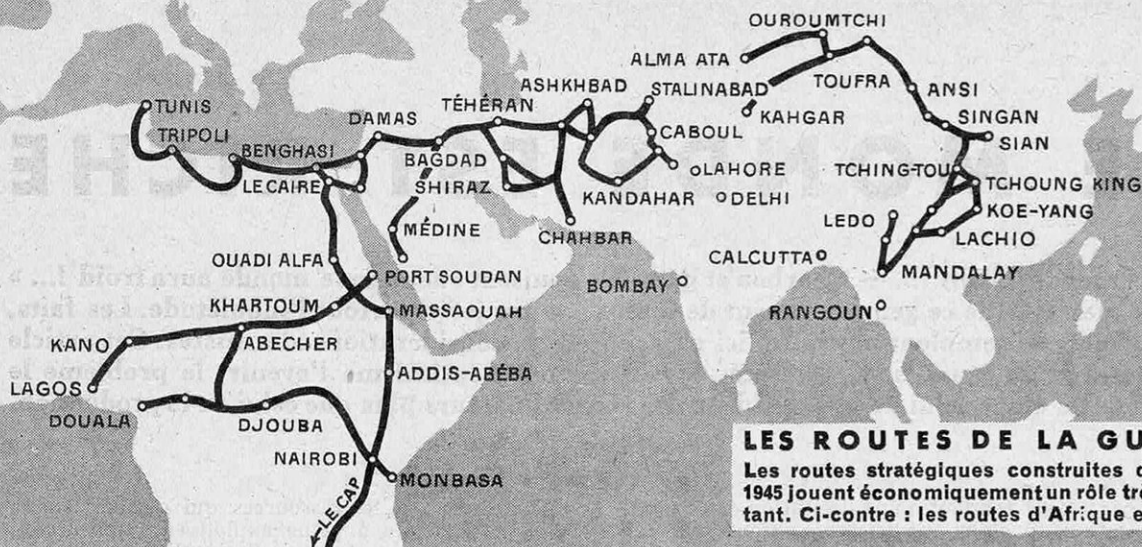 OUROUMTCHI
ALMA ATA
TOUFRA
ASHKHBAD
STALINABAD
ANSI
TÉHÉRAN
KAHGAR
TUNIS
SINGAN
DAMAS
TRIPOLI
CABOUL
SIAN
BENGHASI
BAGDAD
LAHORE
TCHING-TOU
LE CAIRE
SHIRAZ
TCHOUNG KING
KANDAHAR
DELHI
LEDO
KOE-YANG
MÉDINE
CHAHBAR
LACHIO
OUADI ALFA
CALCUTTA
PORT SOUDAN
MANDALAY
BOMBAY
KHARTOUM
MASSAOUAH
RANGOUN
KANO
ABECHER
ADDIS-ABÉBA
LAGOS
DOUALA
DJOUBA
NAIROBI
MONBASA
LE CAP
LES ROUTES DE LA GU
Les routes stratégiques construites d
1945 jouent économiquement un rôle tr
tant. Ci-contre : les routes d'Afrique e